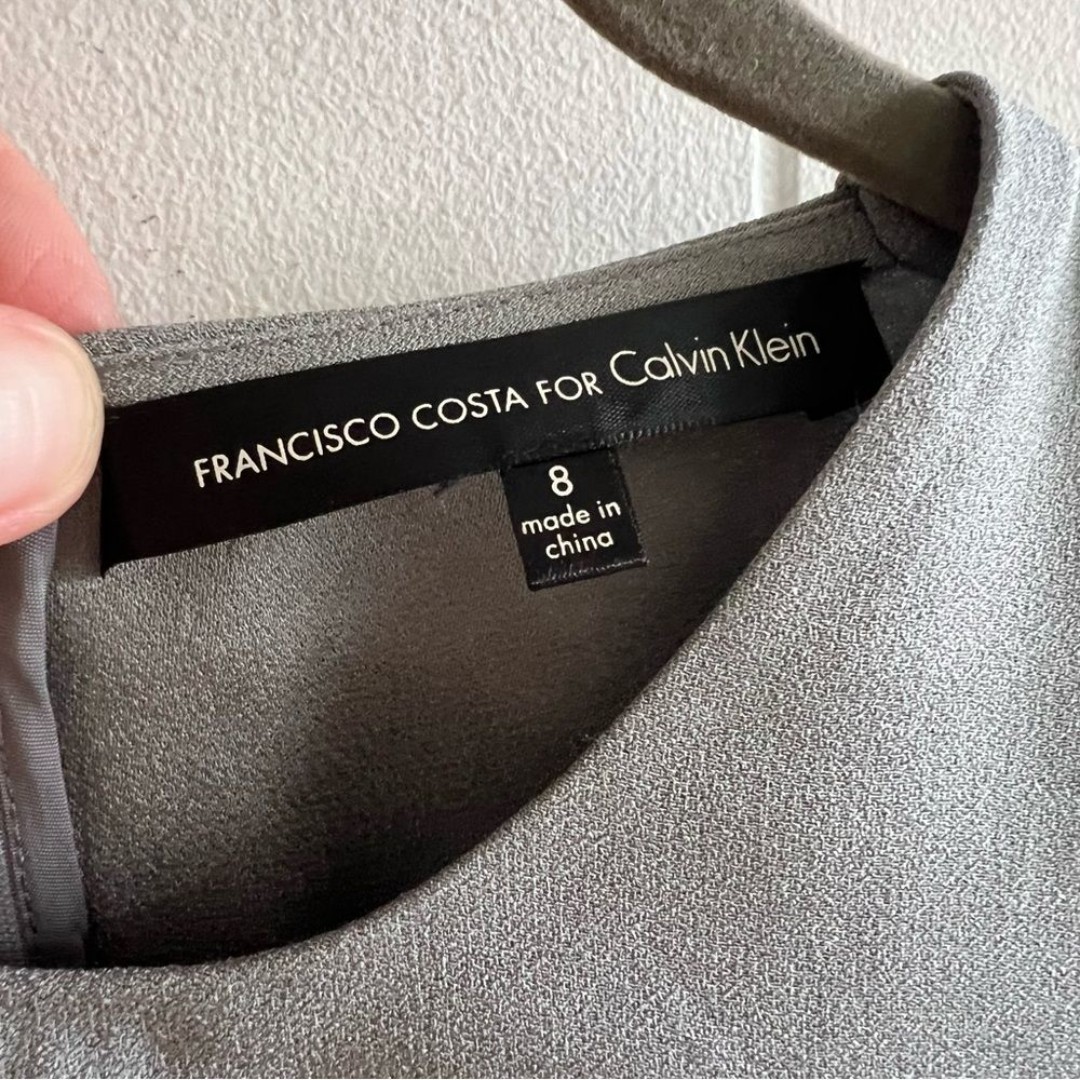 FRANCISCO COSTA FOR Calvin Klein
8
made in
china